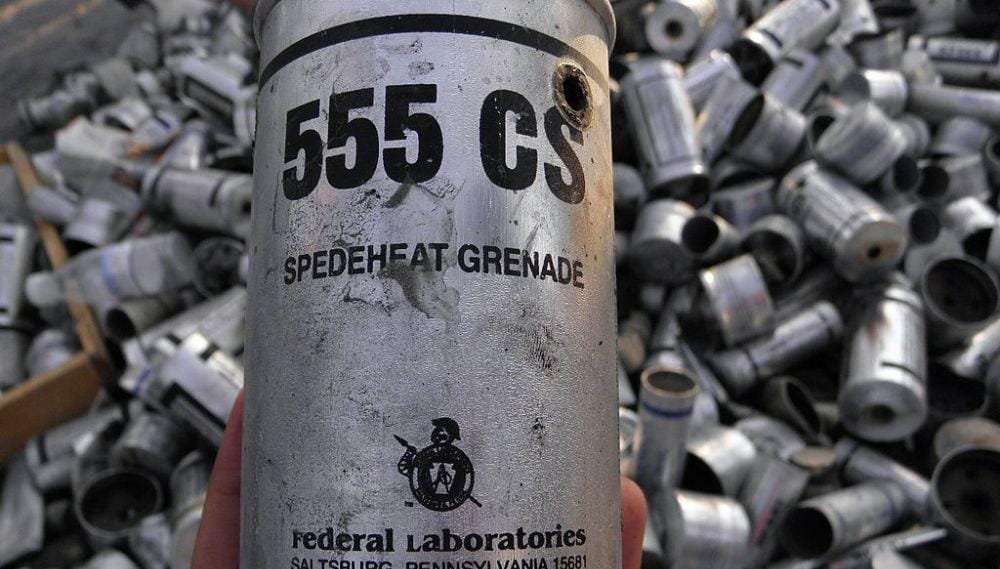 555 CS
SPEDEHEAT GRENADE
Federal Laboratories
SALTSBURG, PENNSYLVANIA 15681